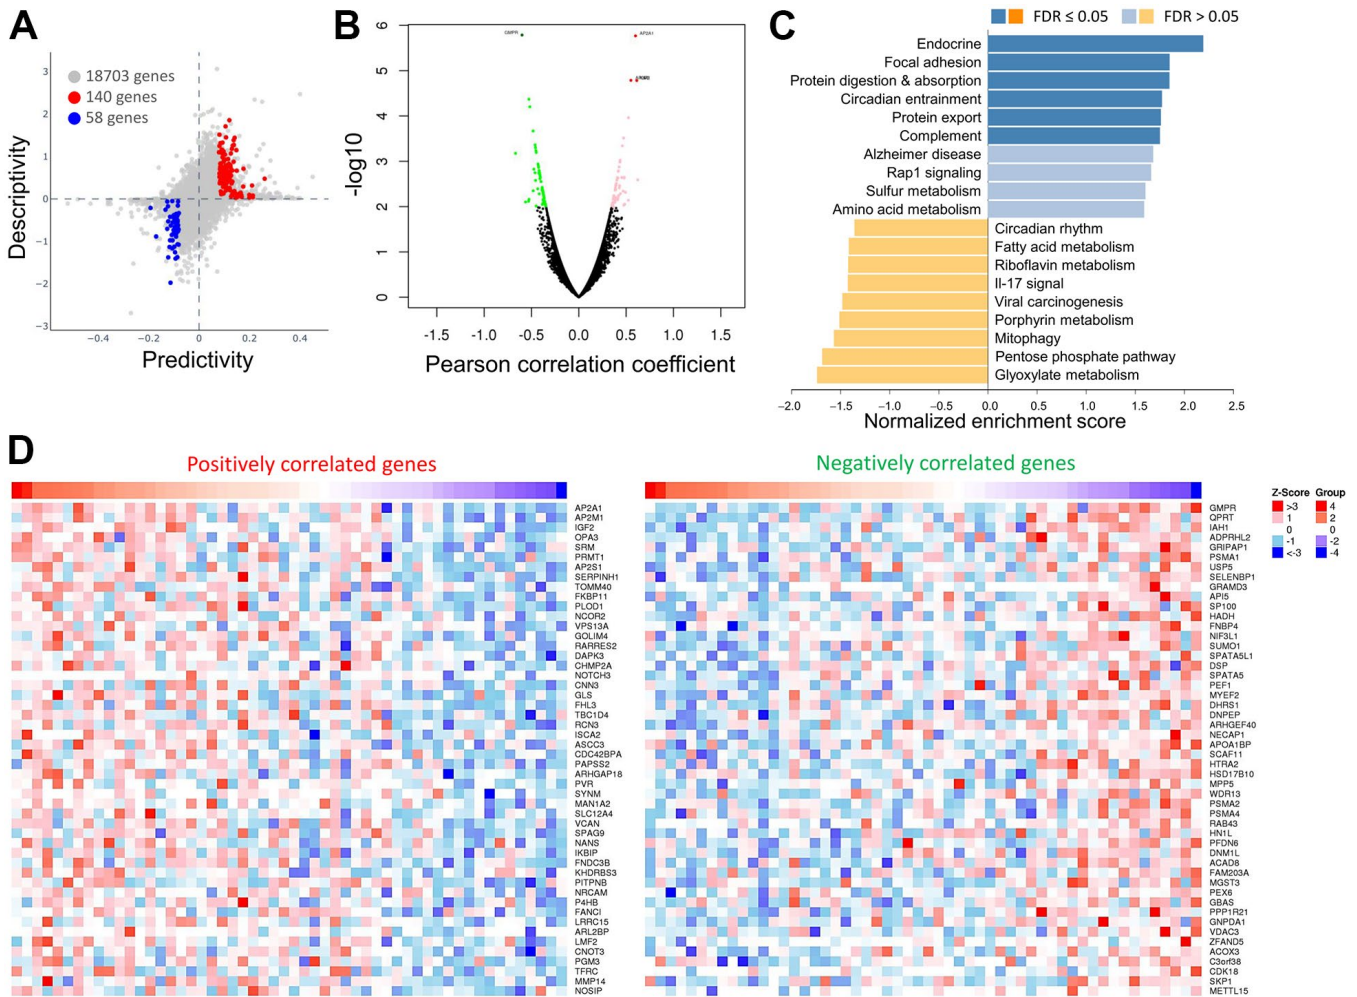 A
18703 genes
140 genes
58 genes
3
2
1
0
−1
−2
−3
−0.4
−0.2
0
0.2
0.4
Descriptivity
Predictivity
B
6
5
4
3
2
1
0
-log10
GMPR
AP2A1
-1.5
-1.0
-0.5
0.0
0.5
1.0
1.5
Pearson correlation coefficient
C
FDR ≤ 0.05
FDR > 0.05
Endocrine
Focal adhesion
Protein digestion & absorption
Circadian entrainment
Protein export
Complement
Alzheimer disease
Rap1 signaling
Sulfur metabolism
Amino acid metabolism
Circadian rhythm
Fatty acid metabolism
Riboflavin metabolism
Il-17 signal
Viral carcinogenesis
Porphyrin metabolism
Mitophagy
Pentose phosphate pathway
Glyoxylate metabolism
−2.0
−1.5
−1.0
−0.5
0.0
0.5
1.0
1.5
2.0
2.5
Normalized enrichment score
D
Positively correlated genes
AP2A1
AP2M1
IGF2
OPA3
SRM
PRMT1
AP2S1
SERPINH1
TOMM40
FKBP11
PLOD1
NCOR2
VPS13A
GOLIM4
RARRES2
DAPK3
CHMP2A
NOTCH3
CNN3
GLS
FHL3
TBC1D4
RCN3
ISCA2
ASCC3
CDC42BPA
PAPSS2
ARHGAP18
PVR
SYNM
MAN1A2
SLC12A4
VCAN
SPAG9
NANS
IKBIP
FNDC3B
KHDRBS3
PITPNB
NRCAM
P4HB
FANCI
LRRC15
ARL2BP
LMF2
CNOT3
PGM3
TFRC
MMP14
NOSIP
Negatively correlated genes
GMPR
QPRT
IAH1
ADPRHL2
GRIPAP1
PSMA1
USP5
SELENBP1
GRAMD3
API5
SP100
HADH
FNBP4
NIF3L1
SUMO1
SPATA5L1
DSP
SPATA5
PEF1
MYEF2
DHRS1
DNPEP
ARHGEF40
NECAP1
APOA1BP
SCAF11
HTRA2
HSD17B10
MPP5
WDR13
PSMA2
PSMA4
RAB43
HN1L
PFDN6
DNM1L
ACAD8
FAM203A
MGST3
PEX6
GBAS
PPP1R21
GNPDA1
VDAC3
ZFAND5
ACOX3
C3orf38
CDK18
SKP1
METTL15
Z-Score Group
>3 4
1 2
0 0
-1 -2
<-3 -4